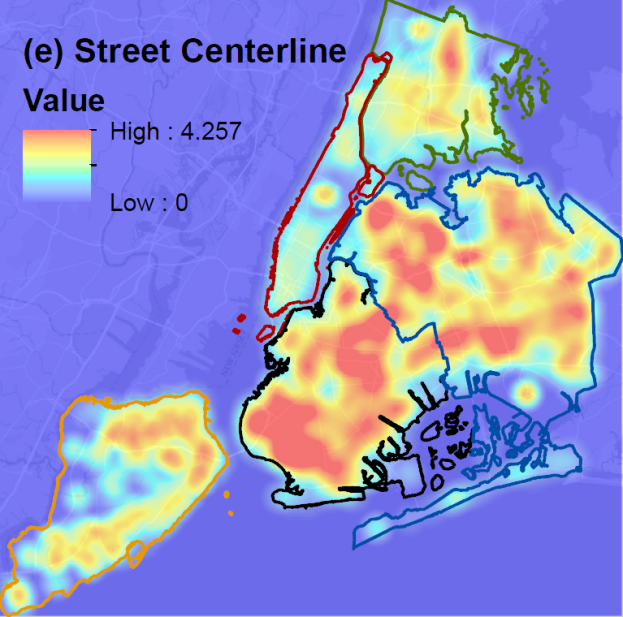 (e) Street Centerline
Value
High : 4.257
Low : 0